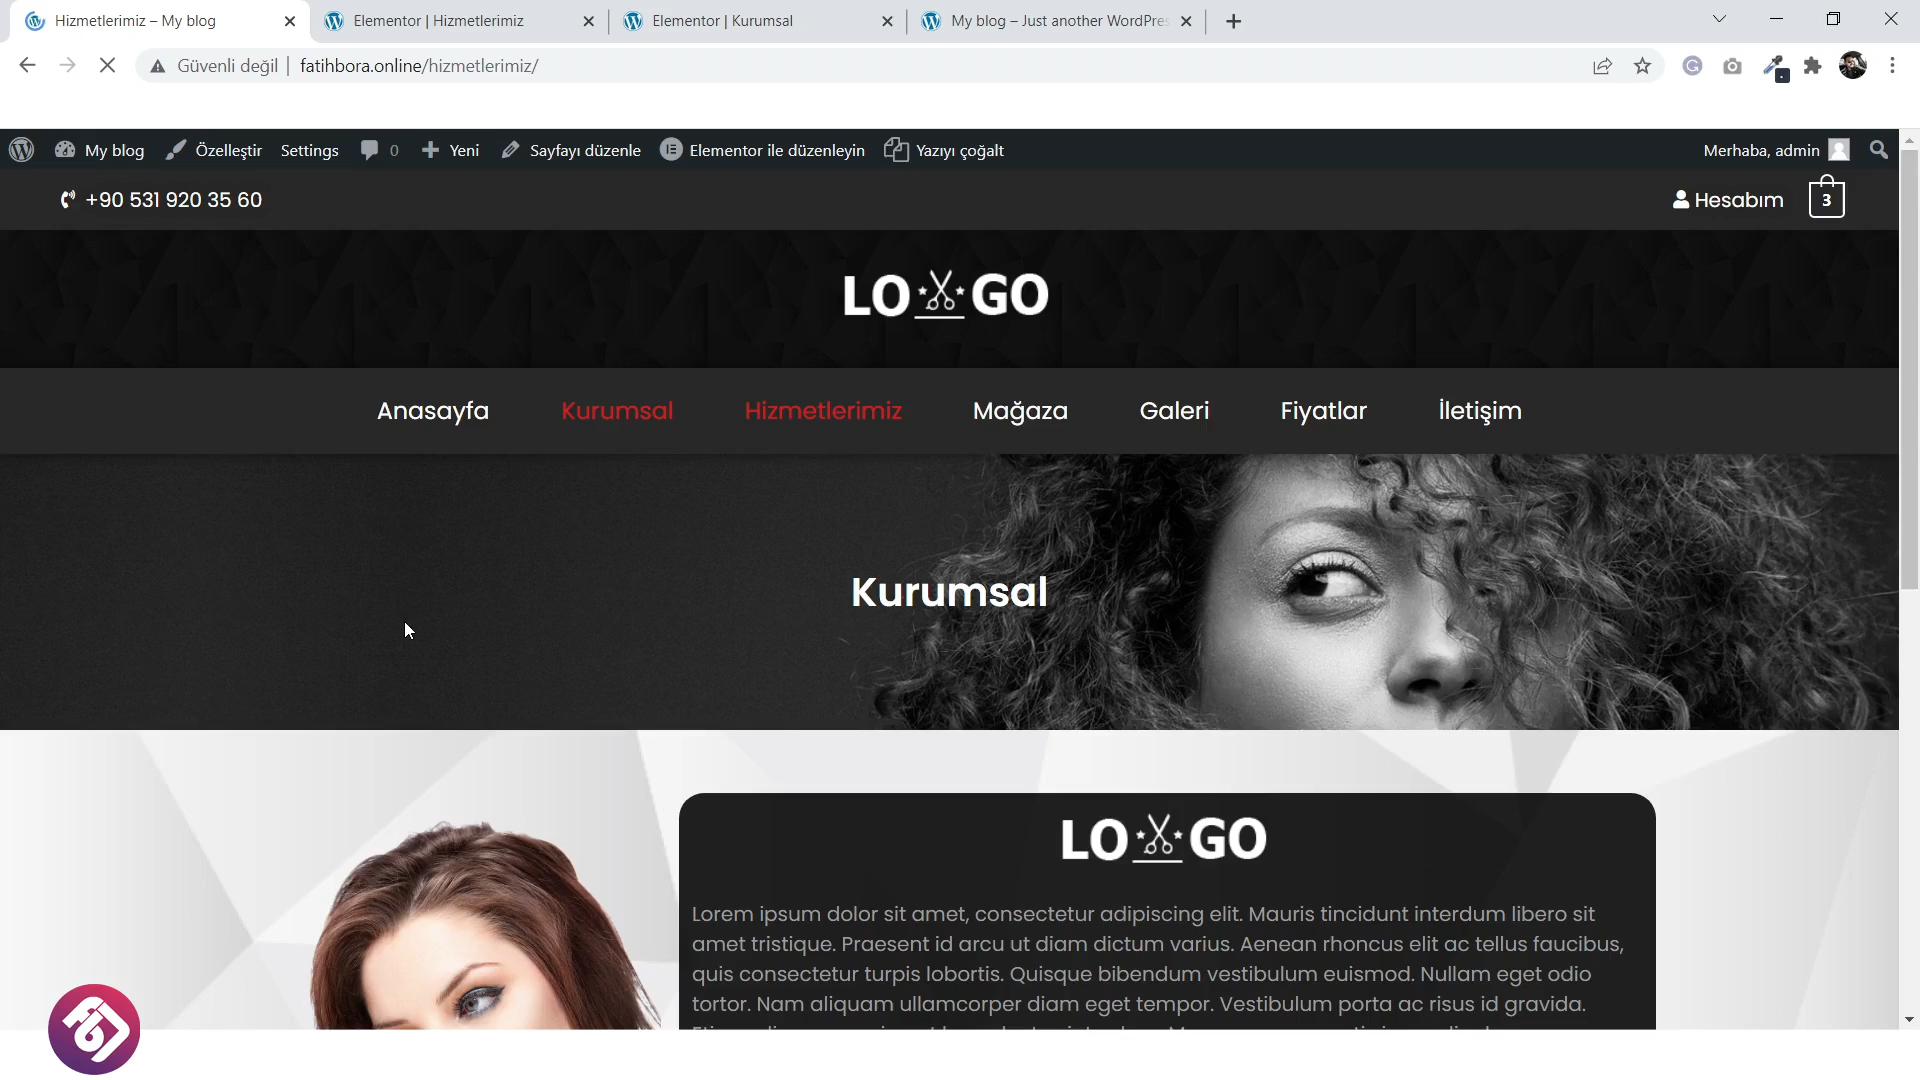 Hizmetlerimiz – My blog
Elementor | Hizmetlerimiz
Elementor | Kurumsal
My blog – Just another WordPres
Güvenli değil
fatihbora.online/hizmetlerimiz/
My blog
Özelleştir
Settings
0
Yeni
Sayfayı düzenle
Elementor ile düzenleyin
Yazıyı çoğalt
Merhaba, admin
+90 531 920 35 60
Hesabım
3
LO GO
Anasayfa
Kurumsal
Hizmetlerimiz
Mağaza
Galeri
Fiyatlar
İletişim
Kurumsal
LO GO
Lorem ipsum dolor sit amet, consectetur adipiscing elit. Mauris tincidunt interdum libero sit
amet tristique. Praesent id arcu ut diam dictum varius. Aenean rhoncus elit ac tellus faucibus,
quis consectetur turpis lobortis. Quisque bibendum vestibulum euismod. Nullam eget odio
tortor. Nam aliquam ullamcorper diam eget tempor. Vestibulum porta ac risus id gravida.